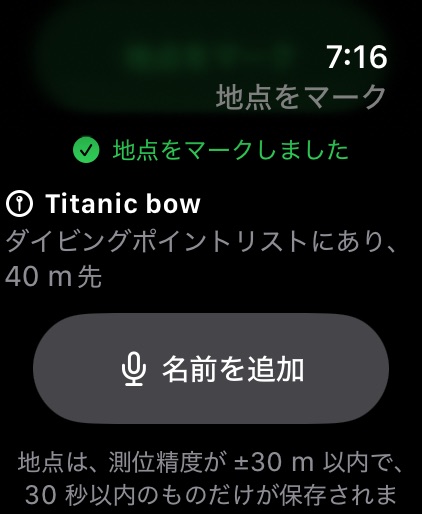 7:16
地点をマーク
地点をマークしました
Titanic bow
ダイビングポイントリストにあり、
40 m先
名前を追加
地点は、測位精度が ±30 m 以内で、
30 秒以内のものだけが保存されま